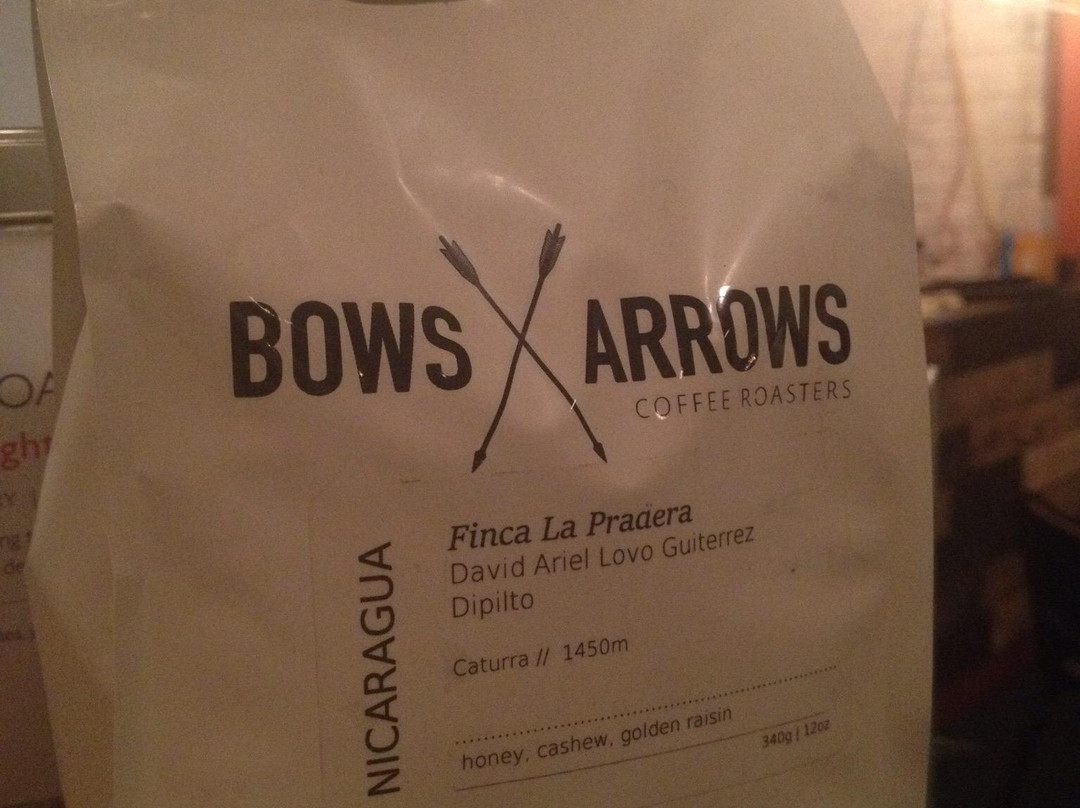 BOWS ARROWS
COFFEE ROASTERS
NICARAGUA
Finca La Pradera
David Ariel Lovo Guiterrez
Dipilto
Caturra // 1450m
honey, cashew, golden raisin
340g | 12oz